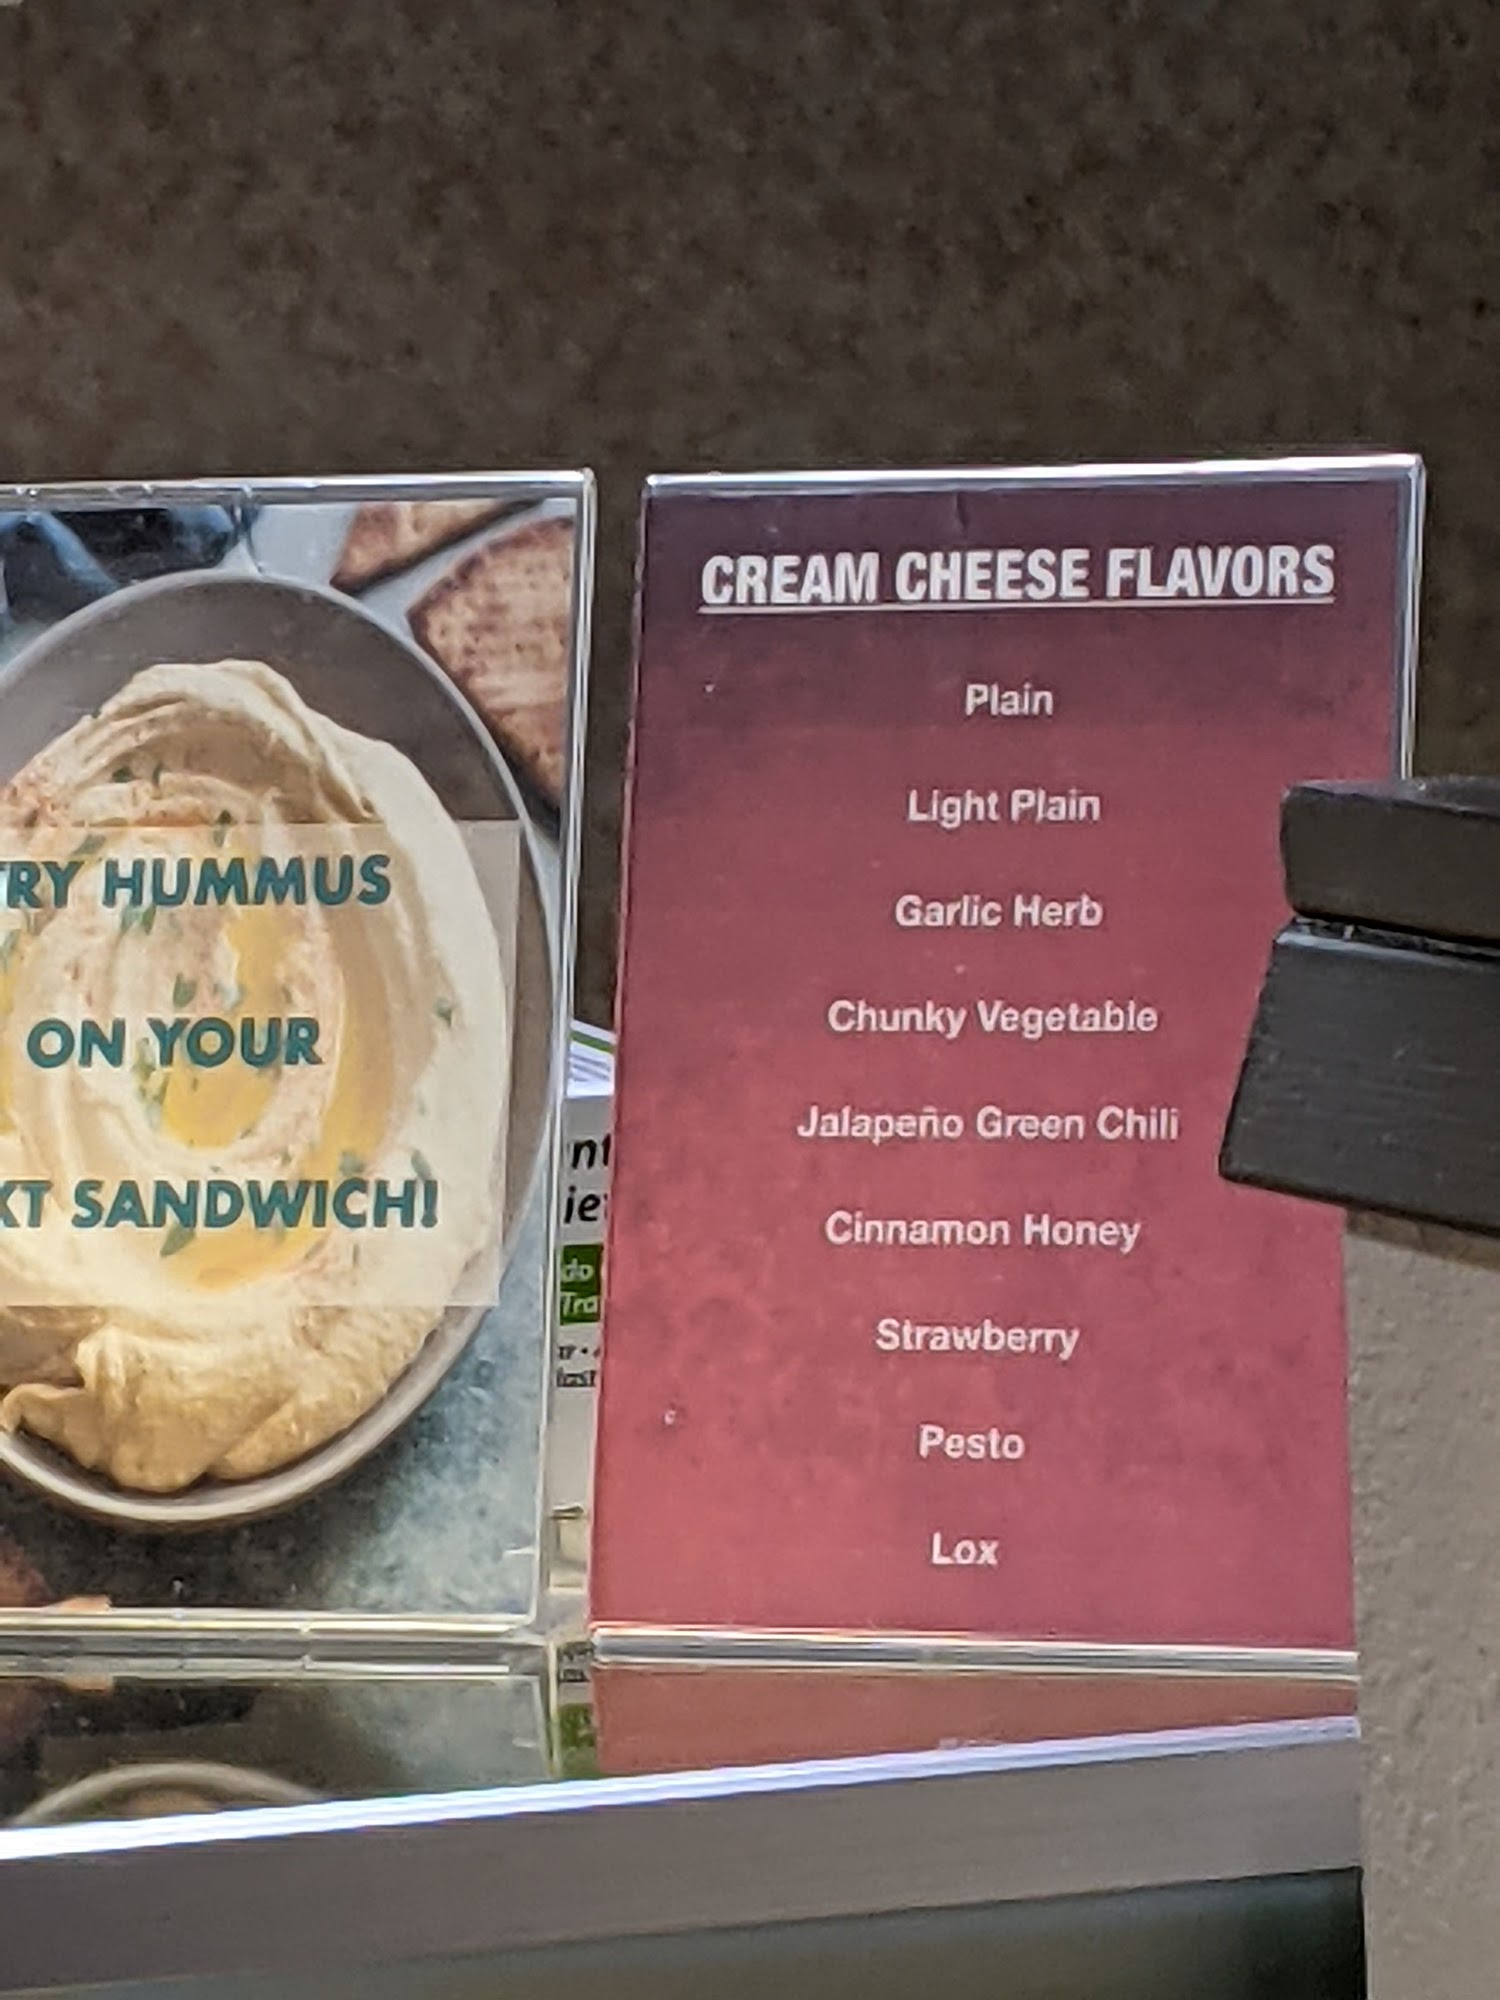 TRY HUMMUS
ON YOUR
XT SANDWICH!
CREAM CHEESE FLAVORS
Plain
Light Plain
Garlic Herb
Chunky Vegetable
Jalapeño Green Chili
Cinnamon Honey
Strawberry
Pesto
Lox